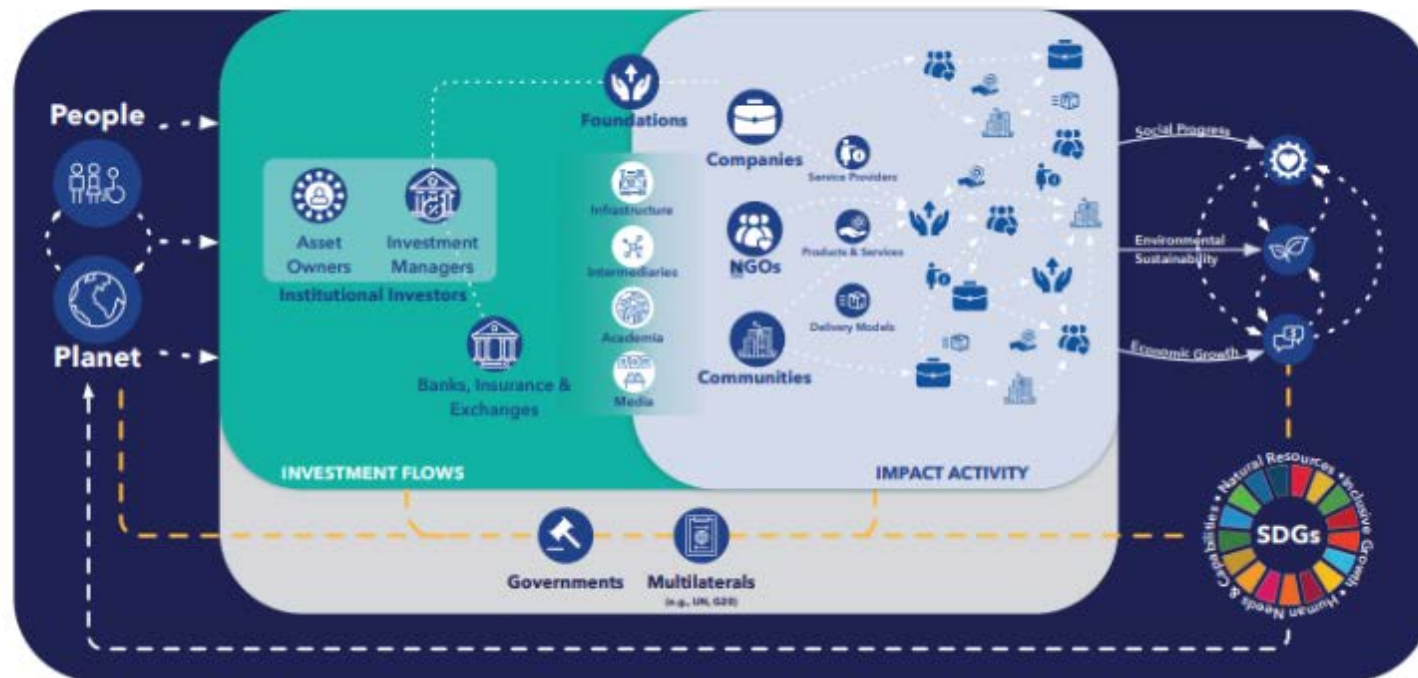 People
Planet
Asset
Owners
Investment
Managers
Institutional Investors
Banks, Insurance &
Exchanges
Foundations
Infrastructure
Intermediaries
Academia
Media
INVESTMENT FLOWS
Companies
NGOs
Communities
Service Providers
Products & Services
Delivery Models
IMPACT ACTIVITY
Social Progress
Environmental
Sustainability
Economic Growth
Governments
Multilaterals
(e.g., UN, G20)
SDGs
Natural Resources • Inclusive Growth • Human Needs & Capabilities •